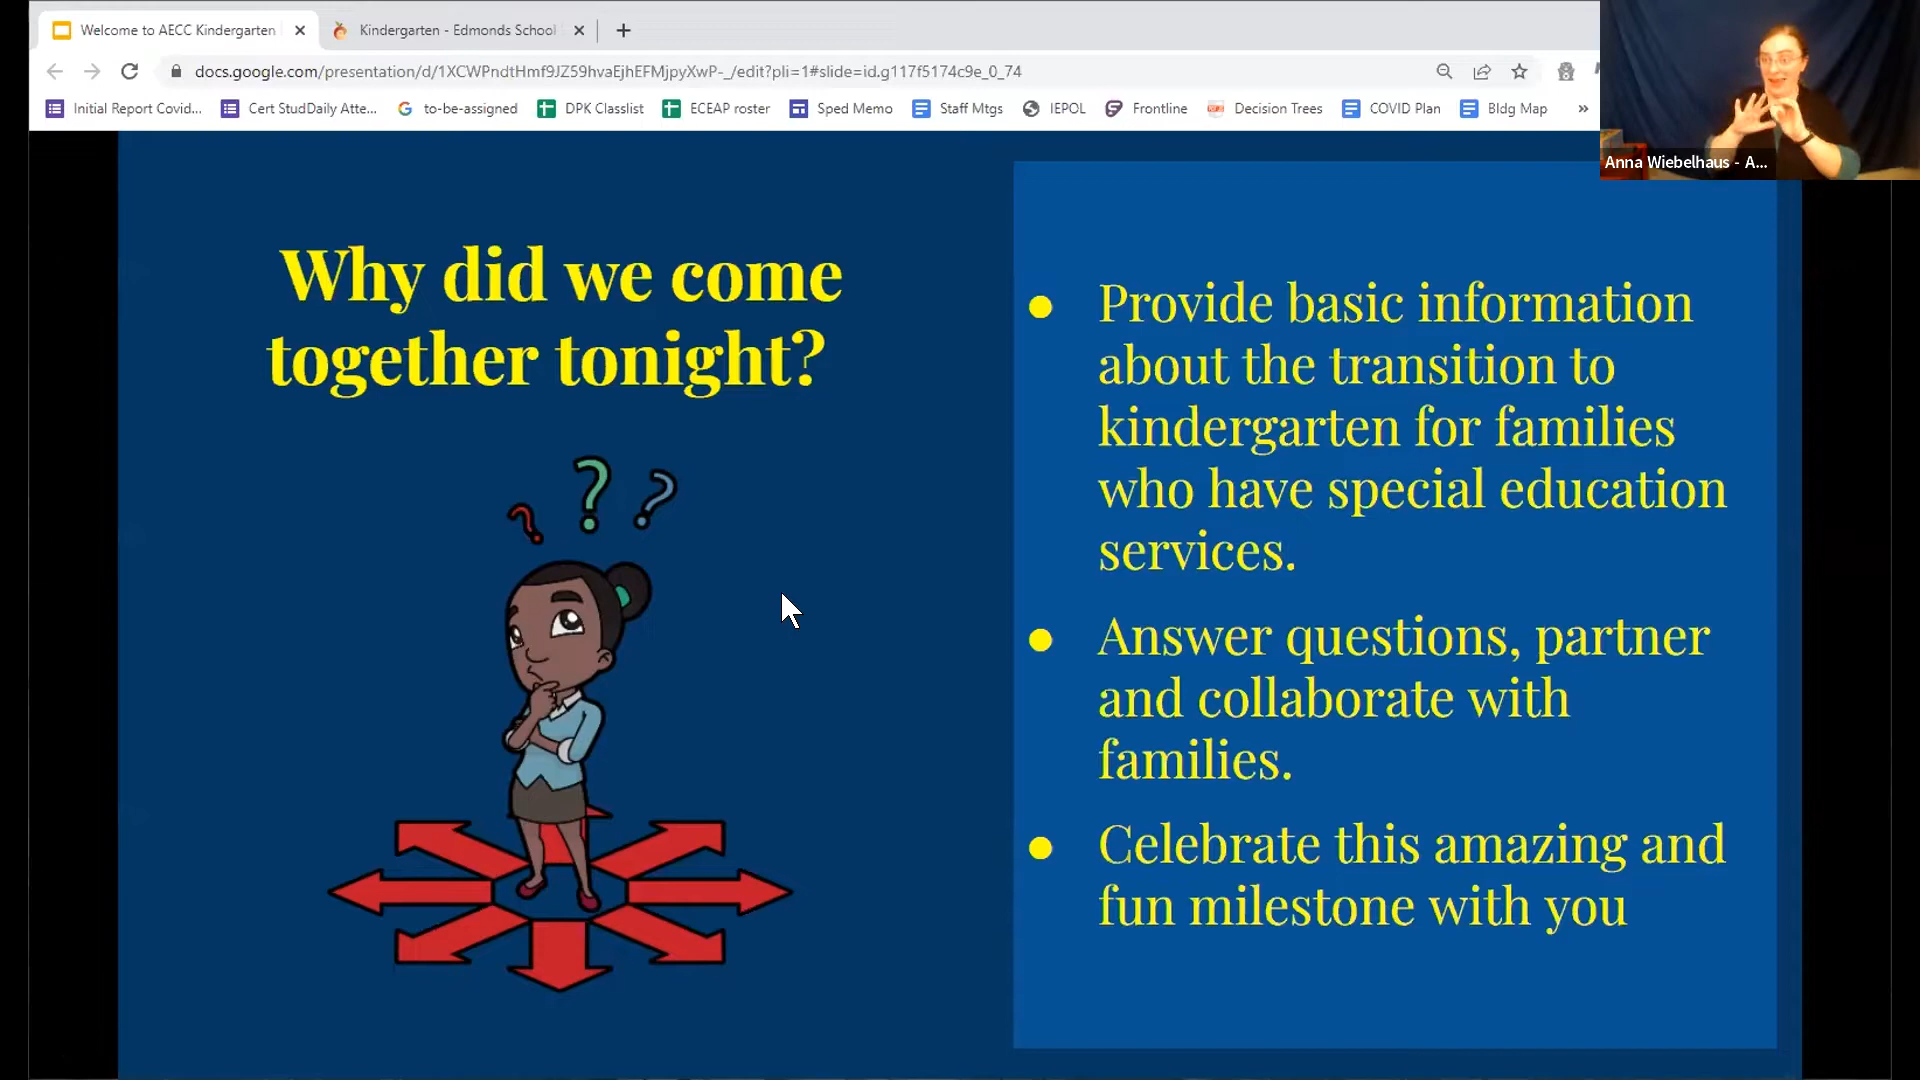 Welcome to AECC Kindergarten
Kindergarten - Edmonds School
docs.google.com/presentation/d/1XCWPndtHmf9JZ59hvaEjhEFMjpyXwP-_/edit?pli=1#slide=id.g117f5174c9e_0_74
Initial Report Covid... Cert StudDaily Atte... to-be-assigned DPK Classlist ECEAP roster Sped Memo Staff Mtgs IEPOL Frontline Decision Trees COVID Plan Bldg Map »
Anna Wiebelhaus - A...
Why did we come
together tonight?
? ? ?
● Provide basic information
about the transition to
kindergarten for families
who have special education
services.
● Answer questions, partner
and collaborate with
families.
● Celebrate this amazing and
fun milestone with you